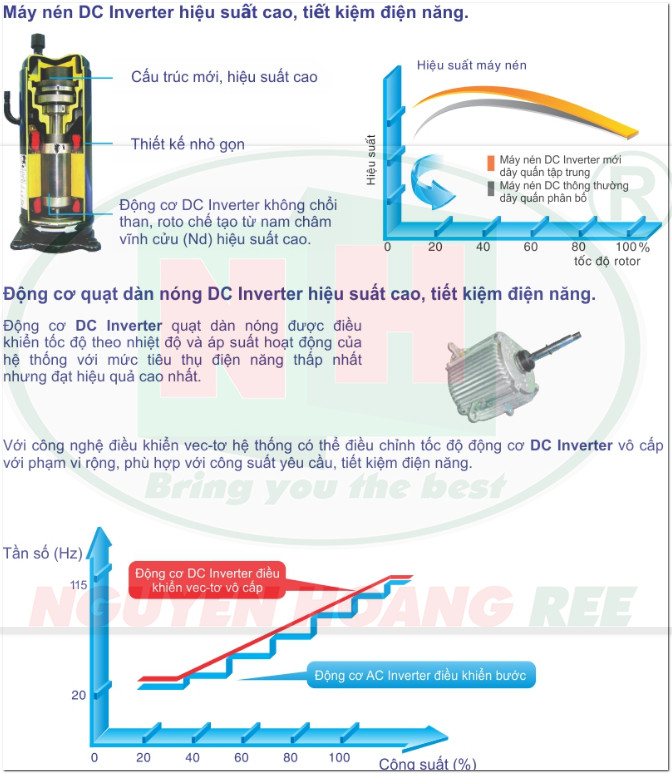 Máy nén DC Inverter hiệu suất cao, tiết kiệm điện năng.
Cấu trúc mới, hiệu suất cao
Thiết kế nhỏ gọn
Động cơ DC Inverter không chổi
than, roto chế tạo từ nam châm
vĩnh cửu (Nd) hiệu suất cao.
Hiệu suất máy nén
Hiệu suất
Máy nén DC Inverter mới
dây quấn tập trung
Máy nén DC thông thường
dây quấn phân bố
0 20 40 60 80 100%
tốc độ rotor
R
NH
Động cơ quạt dàn nóng DC Inverter hiệu suất cao, tiết kiệm điện năng.
Động cơ DC Inverter quạt dàn nóng được điều
khiển tốc độ theo nhiệt độ và áp suất hoạt động của
hệ thống với mức tiêu thụ điện năng thấp nhất
nhưng đạt hiệu quả cao nhất.
Với công nghệ điều khiển vec-tơ hệ thống có thể điều chỉnh tốc độ động cơ DC Inverter vô cấp
với phạm vi rộng, phù hợp với công suất yêu cầu, tiết kiệm điện năng.
Bring you the best
Tần số (Hz)
115
Động cơ DC Inverter điều
khiển vec-tơ vô cấp
NGUYEN HOANG REE
Động cơ AC Inverter điều khiển bước
20
0 20 40 60 80 100
Công suất (%)